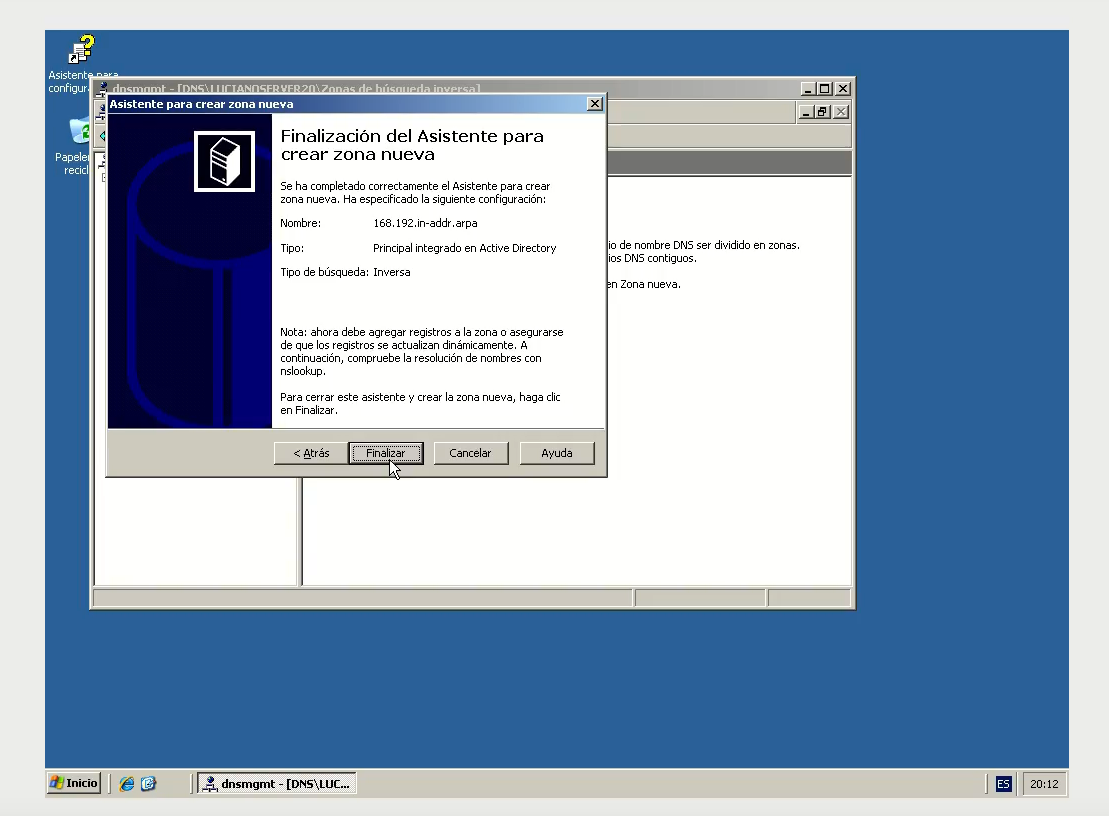 Asistente para
configur
Papele
recicl
dnsmgmt - [DNS\LUCIANOSERVER20\Zonas de búsqueda inversa]
Asistente para crear zona nueva
Finalización del Asistente para
crear zona nueva
Se ha completado correctamente el Asistente para crear
zona nueva. Ha especificado la siguiente configuración:
Nombre: 168.192.in-addr.arpa
Tipo: Principal integrado en Active Directory
Tipo de búsqueda: Inversa
Nota: ahora debe agregar registros a la zona o asegurarse
de que los registros se actualizan dinámicamente. A
continuación, compruebe la resolución de nombres con
nslookup.
Para cerrar este asistente y crear la zona nueva, haga clic
en Finalizar.
< Atrás
Finalizar
Cancelar
Ayuda
io de nombre DNS ser dividido en zonas.
ios DNS contiguos.
en Zona nueva.
Inicio
dnsmgmt - [DNS\LUC...
ES
20:12